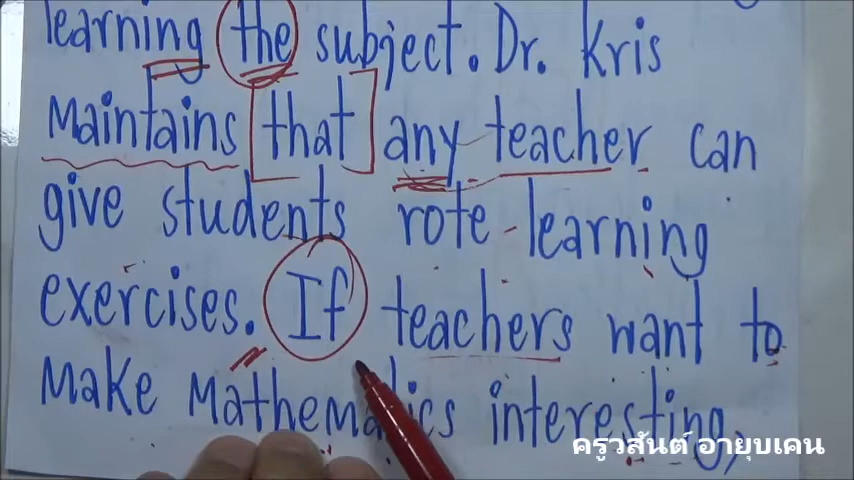 learning the subject. Dr. Kris
Maintains that any teacher can
give students rote-learning
exercises. If teachers want to
Make Mathematics interesting,
ครูวสันต์ อายุบเคน